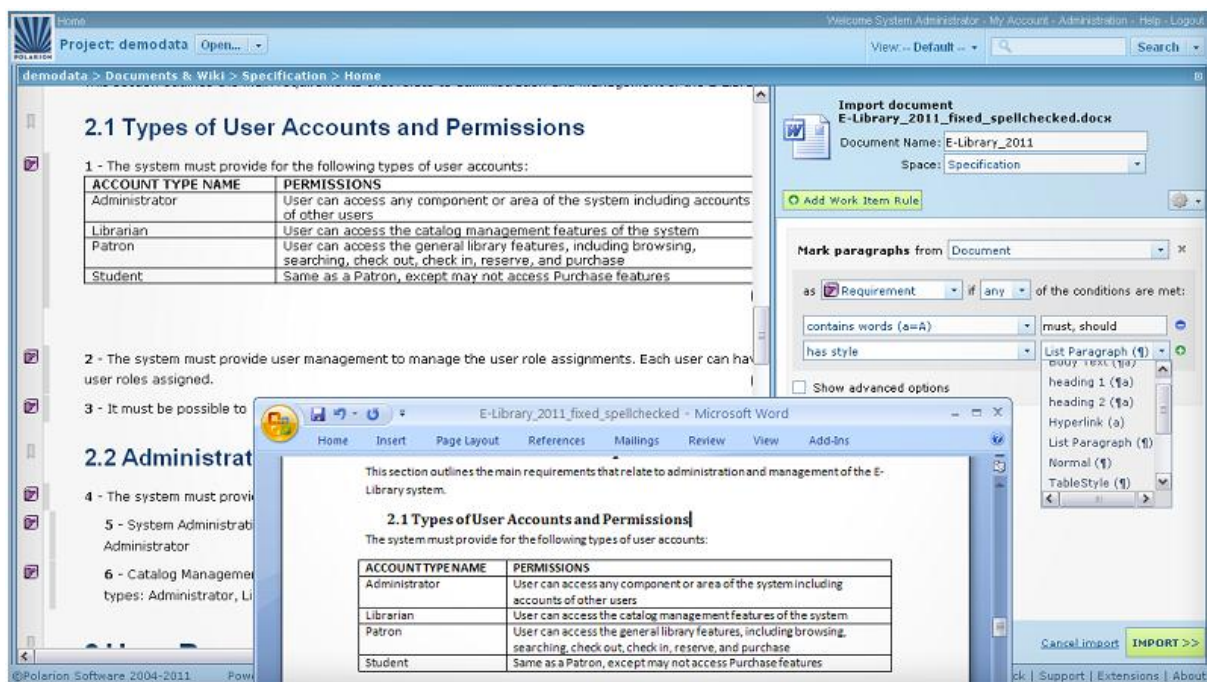 Home
Welcome System Administrator - My Account - Administration - Help - Logout
POLARION
Project: demodata Open...
View: -- Default --
Search
demodata > Documents & Wiki > Specification > Home
2.1 Types of User Accounts and Permissions
1 - The system must provide for the following types of user accounts:
ACCOUNT TYPE NAME PERMISSIONS
Administrator User can access any component or area of the system including accounts
of other users
Librarian User can access the catalog management features of the system
Patron User can access the general library features, including browsing,
searching, check out, check in, reserve, and purchase
Student Same as a Patron, except may not access Purchase features
2 - The system must provide user management to manage the user role assignments. Each user can hav
user roles assigned.
3 - It must be possible to
2.2 Administrat
4 - The system must provi
5 - System Administrati
Administrator
6 - Catalog Managemen
types: Administrator, Li
©Polarion Software 2004-2011
Import document
E-Library_2011_fixed_spellchecked.docx
Document Name: E-Library_2011
Space: Specification
Add Work Item Rule
Mark paragraphs from Document
as Requirement if any of the conditions are met:
contains words (a=A) must, should
has style List Paragraph (¶)
Body Text (¶a)
heading 1 (¶a)
heading 2 (¶a)
Hyperlink (a)
List Paragraph (¶)
Normal (¶)
TableStyle (¶)
Show advanced options
Cancel import IMPORT >>
ck | Support | Extensions | About
E-Library_2011_fixed_spellchecked - Microsoft Word
Home Insert Page Layout References Mailings Review View Add-Ins
This section outlines the main requirements that relate to administration and management of the E-
Library system.
2.1 Types of User Accounts and Permissions
The system must provide for the following types of user accounts:
ACCOUNT TYPE NAME PERMISSIONS
Administrator User can access any component or area of the system including
accounts of other users
Librarian User can access the catalog management features of the system
Patron User can access the general library features, including browsing,
searching, check out, check in, reserve, and purchase
Student Same as a Patron, except may not access Purchase features